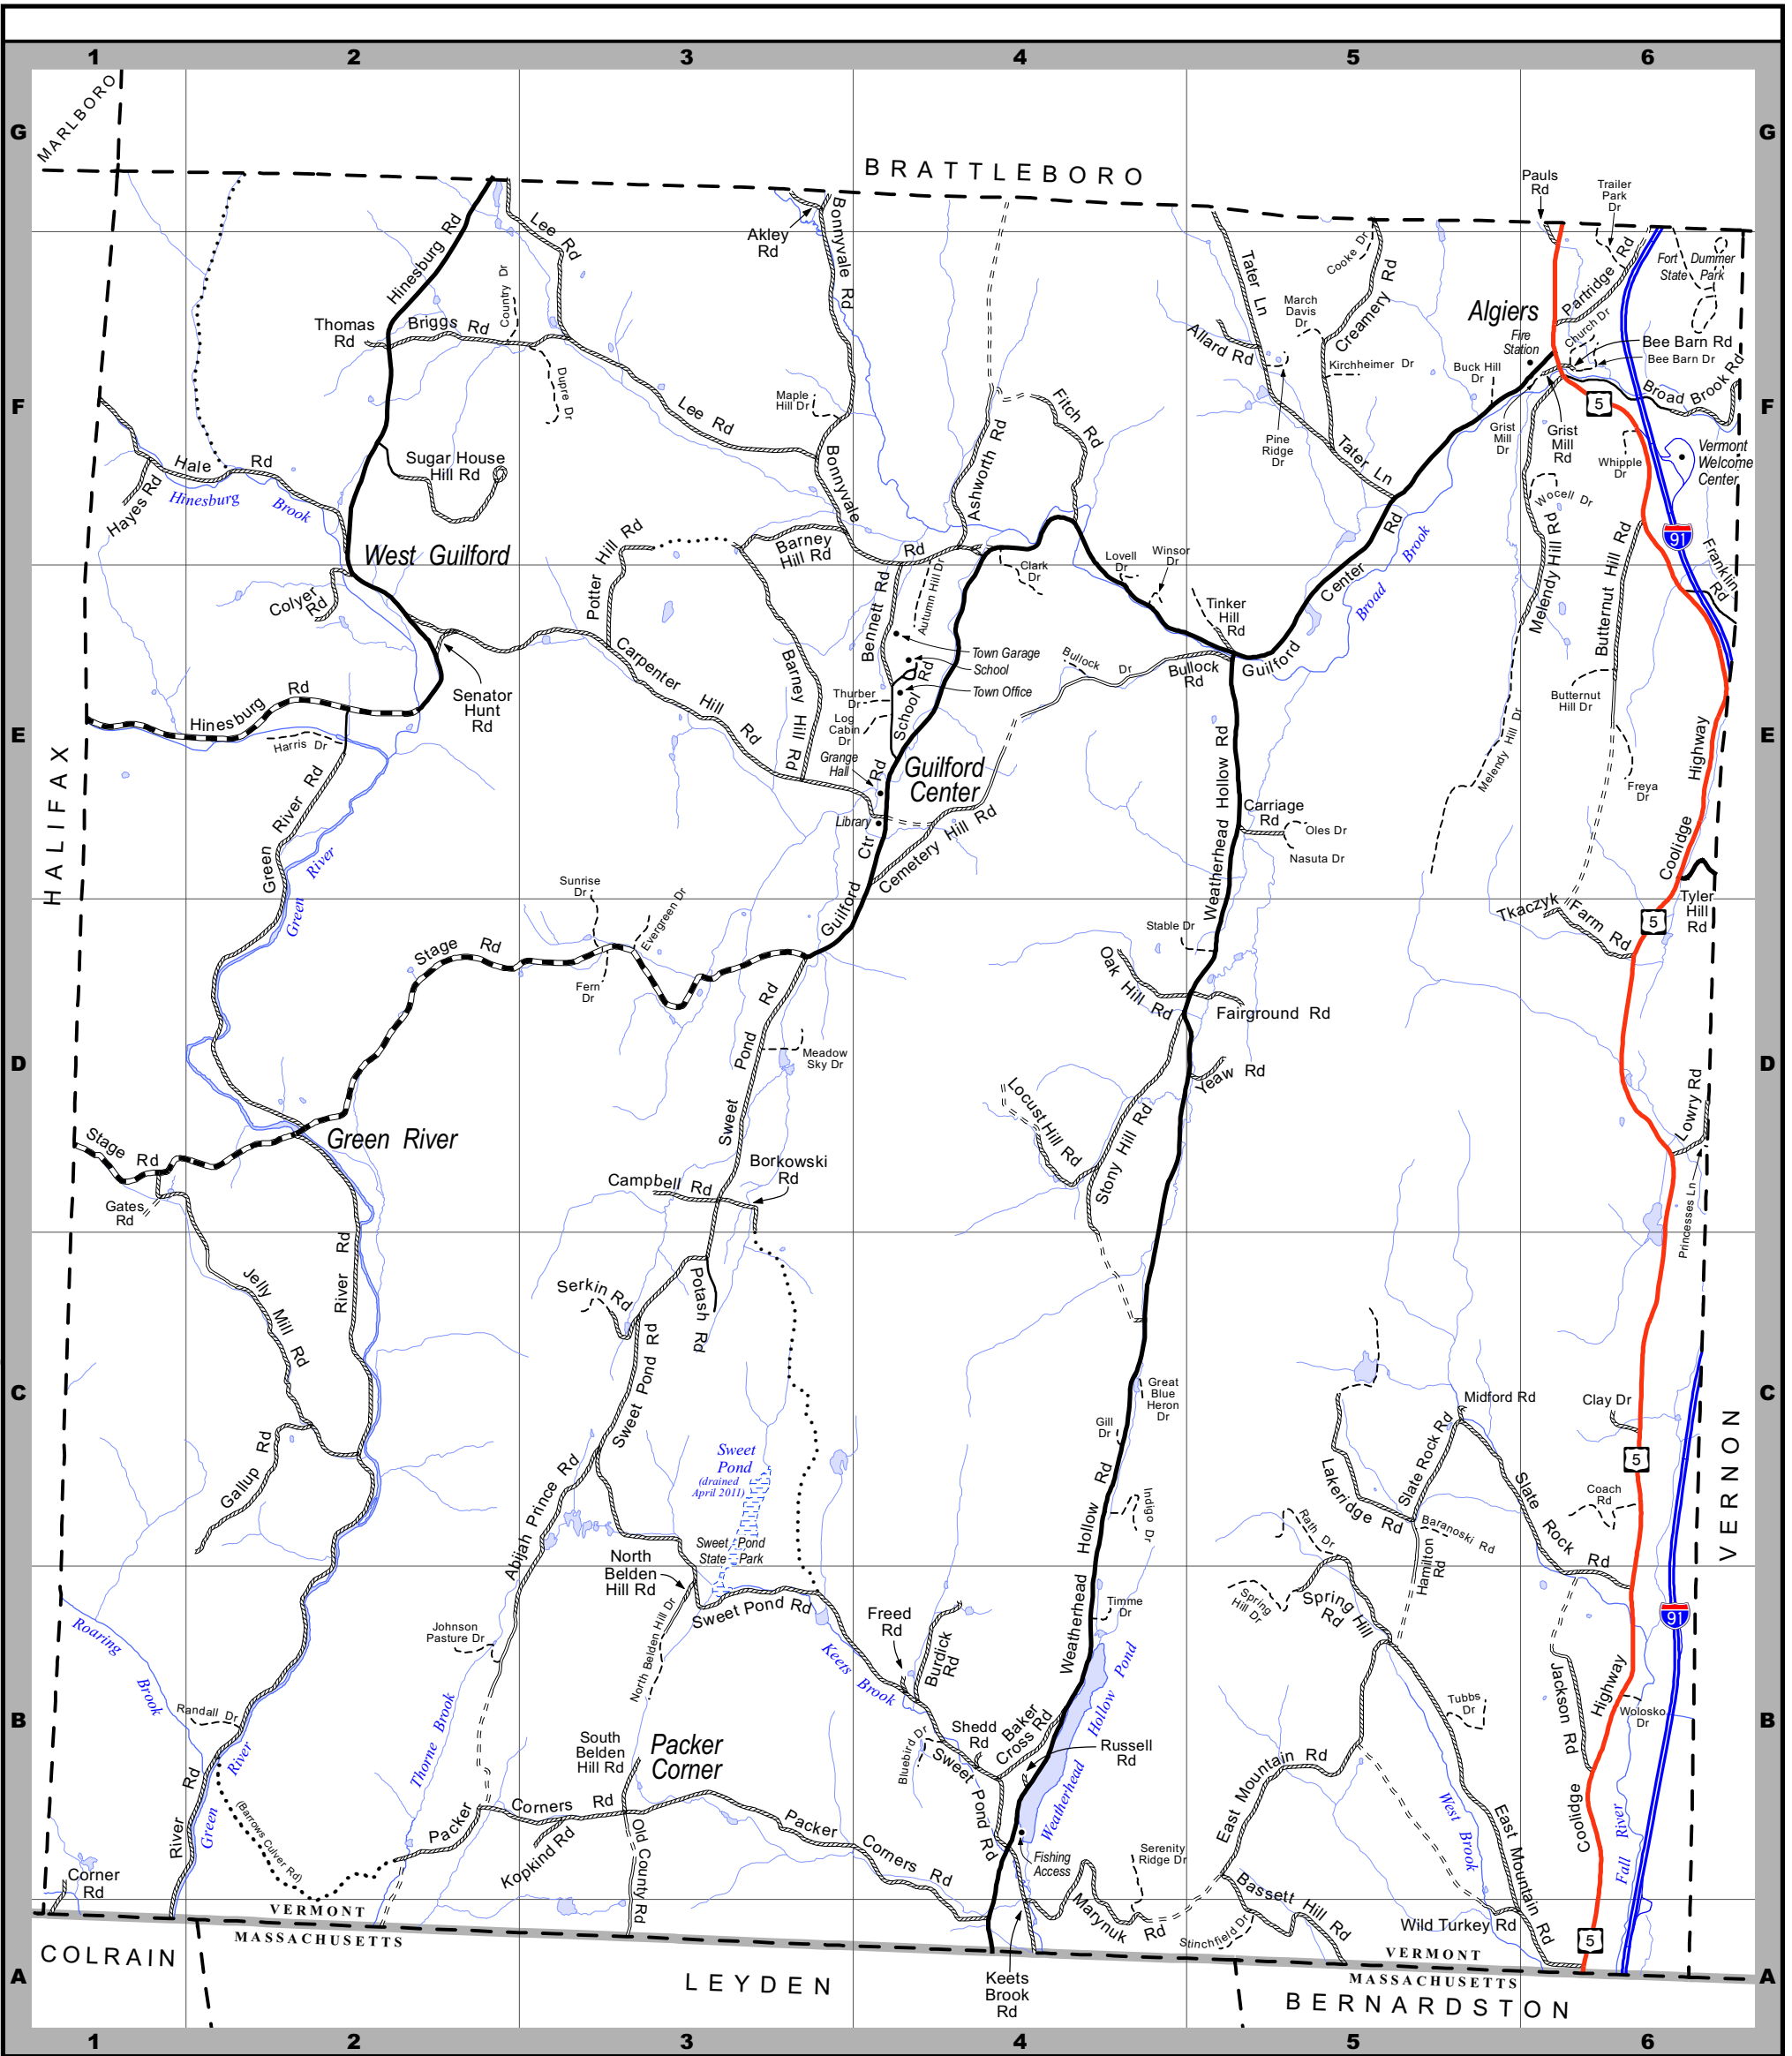 1 2 3 4 5 6
MARLBORO
G G
BRATTLEBORO
Pauls
Rd
Trailer
Park
Dr
Hinesburg Rd
Lee Rd
Akley
Rd
Bonnyvale Rd
Tater Ln
Cooke Dr
Creamery Rd
Partridge Rd
Fort Dummer
State Park
Country Dr
Thomas
Rd
Briggs Rd
March
Davis
Dr
Algiers
Fire
Station
Church Dr
Bee Barn Rd
Bee Barn Dr
Allard Rd
Kirchheimer Dr
Buck Hill
Dr
Broad Brook Rd
Dupre Dr
Maple
Hill Dr
F F
Lee Rd
Fitch Rd
5
Pine
Ridge
Dr
Grist
Mill
Dr
Grist
Mill
Rd
Whipple
Dr
Vermont
Welcome
Center
Hale Rd
Hayes Rd
Hinesburg Brook
Sugar House
Hill Rd
Bonnyvale Rd
Ashworth Rd
Tater Ln
Wocell Dr
West Guilford
Potter Hill Rd
Barney
Hill Rd
Lovell
Dr
Winsor
Dr
Guilford Center Rd
Broad Brook
Melendy Hill Rd
Butternut Hill Rd
91
Franklin
Rd
Colyer
Rd
Clark
Dr
Bennett Rd
Autumn Hill Dr
Tinker
Hill
Rd
Carpenter Hill Rd
Barney Hill Rd
Town Garage
School
Town Office
Bullock Dr
Bullock
Rd
Senator
Hunt
Rd
Thurber
Dr
Log
Cabin
Dr
School Rd
Butternut
Hill Dr
Hinesburg Rd
Harris Dr
E E
HALIFAX
Grange
Hall
Guilford
Center
Weatherhead Hollow Rd
Melendy Hill Dr
Freya
Dr
Coolidge Highway
Green River Rd
Green River
Library
Guilford Ctr Rd
Cemetery Hill Rd
Carriage
Rd
Oles Dr
Nasuta Dr
Sunrise
Dr
Evergreen Dr
Tkaczyk Farm Rd
5
Tyler
Hill
Rd
Stage Rd
Fern
Dr
Stable Dr
Oak
Hill Rd
Fairground Rd
Sweet Pond Rd
Meadow
Sky Dr
D D
Yeaw Rd
Locust Hill Rd
Stony Hill Rd
Lowry Rd
Stage Rd
Green River
Gates
Rd
Campbell Rd
Borkowski
Rd
Princesses Ln
River Rd
Jelly Mill Rd
Serkin Rd
Potash Rd
Sweet Pond Rd
C C
Great
Blue
Heron
Dr
Gill
Dr
Midford Rd
Clay Dr
VERNON
Gallup Rd
Abijah Prince Rd
Sweet
Pond
(drained
April 2011)
Lakeridge Rd
Slate Rock Rd
5
Coach
Rd
Indigo Dr
Rath Dr
Baranoski Rd
Slate Rock Rd
Sweet Pond
State Park
North
Belden
Hill Rd
Weatherhead Hollow Rd
Hamilton
Rd
Spring
Hill Dr
Spring Hill
Rd
91
Roaring Brook
Johnson
Pasture Dr
North Belden Hill Dr
Sweet Pond Rd
Freed
Rd
Burdick
Rd
Timme
Dr
Keets Brook
Randall Dr
Thorne Brook
B B
Jackson Rd
Tubbs
Dr
Wolosko
Dr
Coolidge Highway
South
Belden
Hill Rd
Packer
Corner
Bluebird Dr
Shedd
Rd
Baker
Cross Rd
Russell
Rd
Weatherhead Hollow Pond
River Rd
Green River
(Barrows Culver Rd)
Packer Corners Rd
Kopkind Rd
Old County Rd
Packer Corners Rd
Sweet Pond Rd
Fishing
Access
Serenity
Ridge Dr
East Mountain Rd
West Brook
East Mountain Rd
Fall River
Corner
Rd
Marynuk Rd
Bassett Hill Rd
Stinchfield Dr
Wild Turkey Rd
5
VERMONT
MASSACHUSETTS
VERMONT
MASSACHUSETTS
COLRAIN
LEYDEN
Keets
Brook
Rd
BERNARDSTON
A A
1 2 3 4 5 6